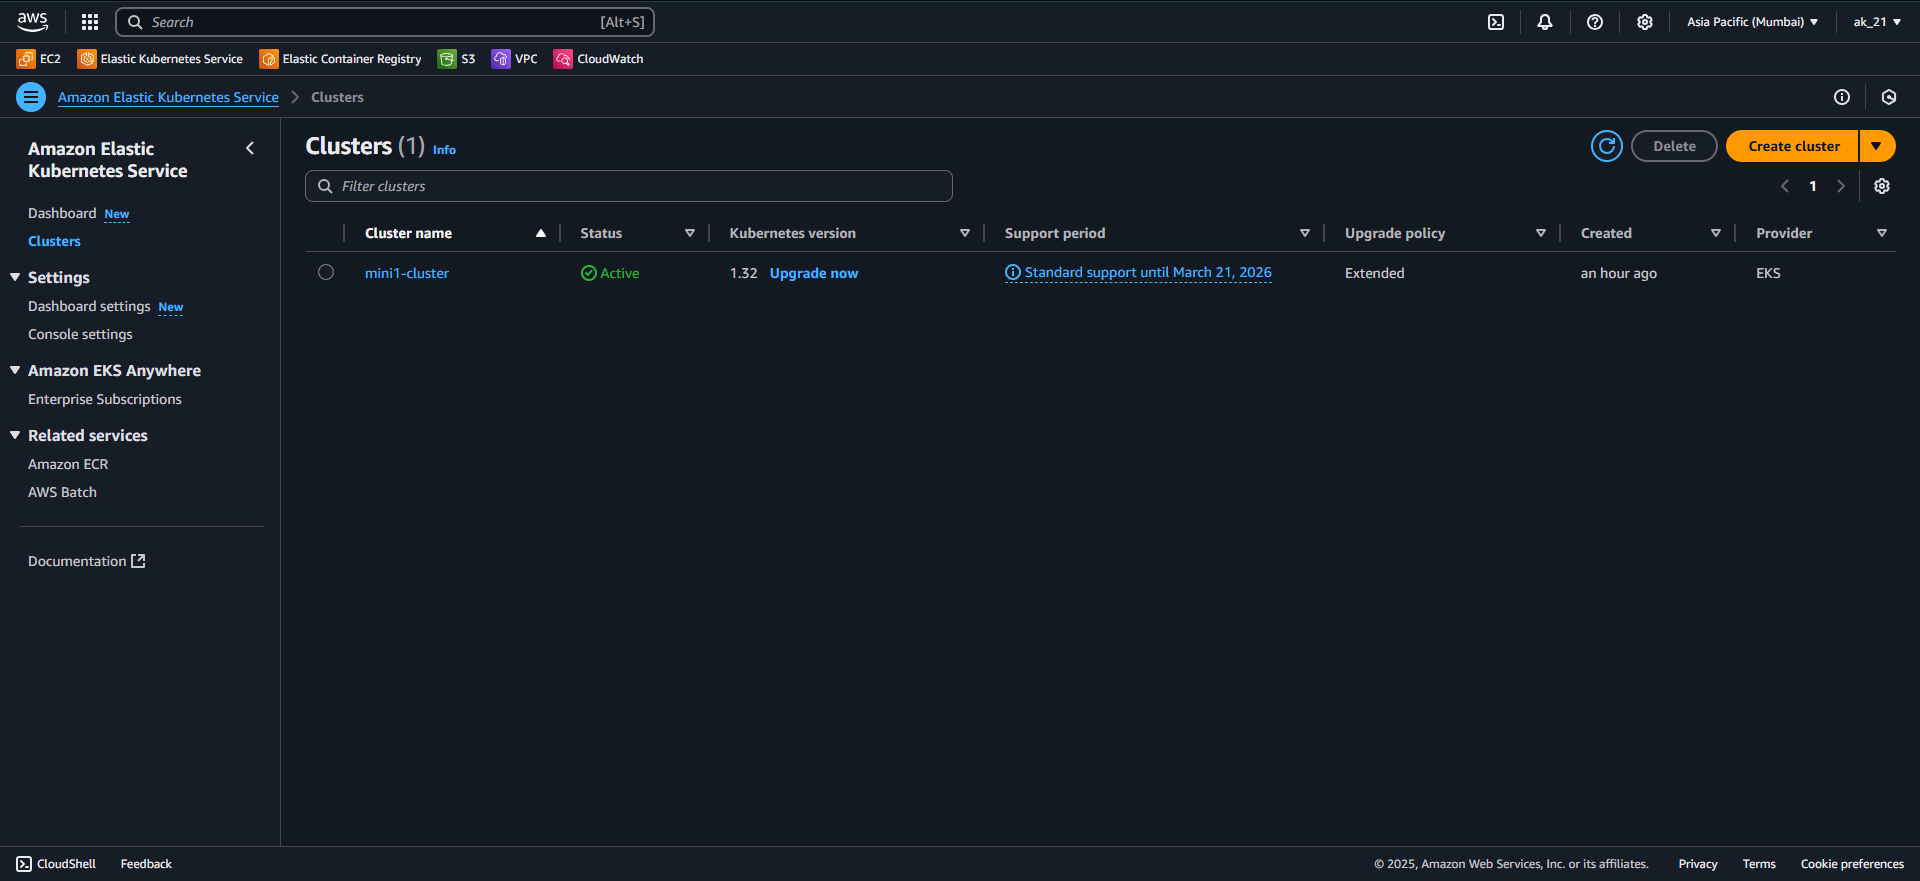 aws Search [Alt+S] Asia Pacific (Mumbai) ak_21
EC2 Elastic Kubernetes Service Elastic Container Registry S3 VPC CloudWatch
Amazon Elastic Kubernetes Service Clusters
Amazon Elastic
Kubernetes Service
Dashboard New
Clusters
Settings
Dashboard settings New
Console settings
Amazon EKS Anywhere
Enterprise Subscriptions
Related services
Amazon ECR
AWS Batch
Documentation
Clusters (1) Info Delete Create cluster
Filter clusters 1
Cluster name Status Kubernetes version Support period Upgrade policy Created Provider
mini1-cluster Active 1.32 Upgrade now Standard support until March 21, 2026 Extended an hour ago EKS
CloudShell Feedback © 2025, Amazon Web Services, Inc. or its affiliates. Privacy Terms Cookie preferences